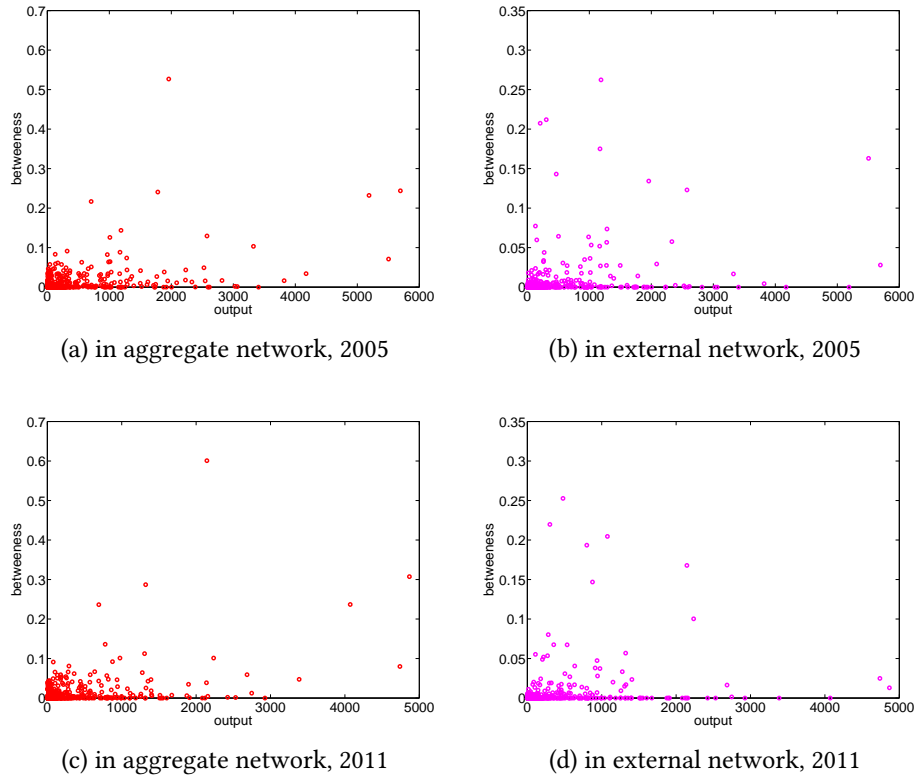 0.7
0.6
0.5
0.4
0.3
0.2
0.1
0
betweeness
0 1000 2000 3000 4000 5000 6000
output
(a) in aggregate network, 2005
0.35
0.3
0.25
0.2
0.15
0.1
0.05
0
betweeness
0 1000 2000 3000 4000 5000 6000
output
(b) in external network, 2005
0.7
0.6
0.5
0.4
0.3
0.2
0.1
0
betweeness
0 1000 2000 3000 4000 5000
output
(c) in aggregate network, 2011
0.35
0.3
0.25
0.2
0.15
0.1
0.05
0
betweeness
0 1000 2000 3000 4000 5000
output
(d) in external network, 2011